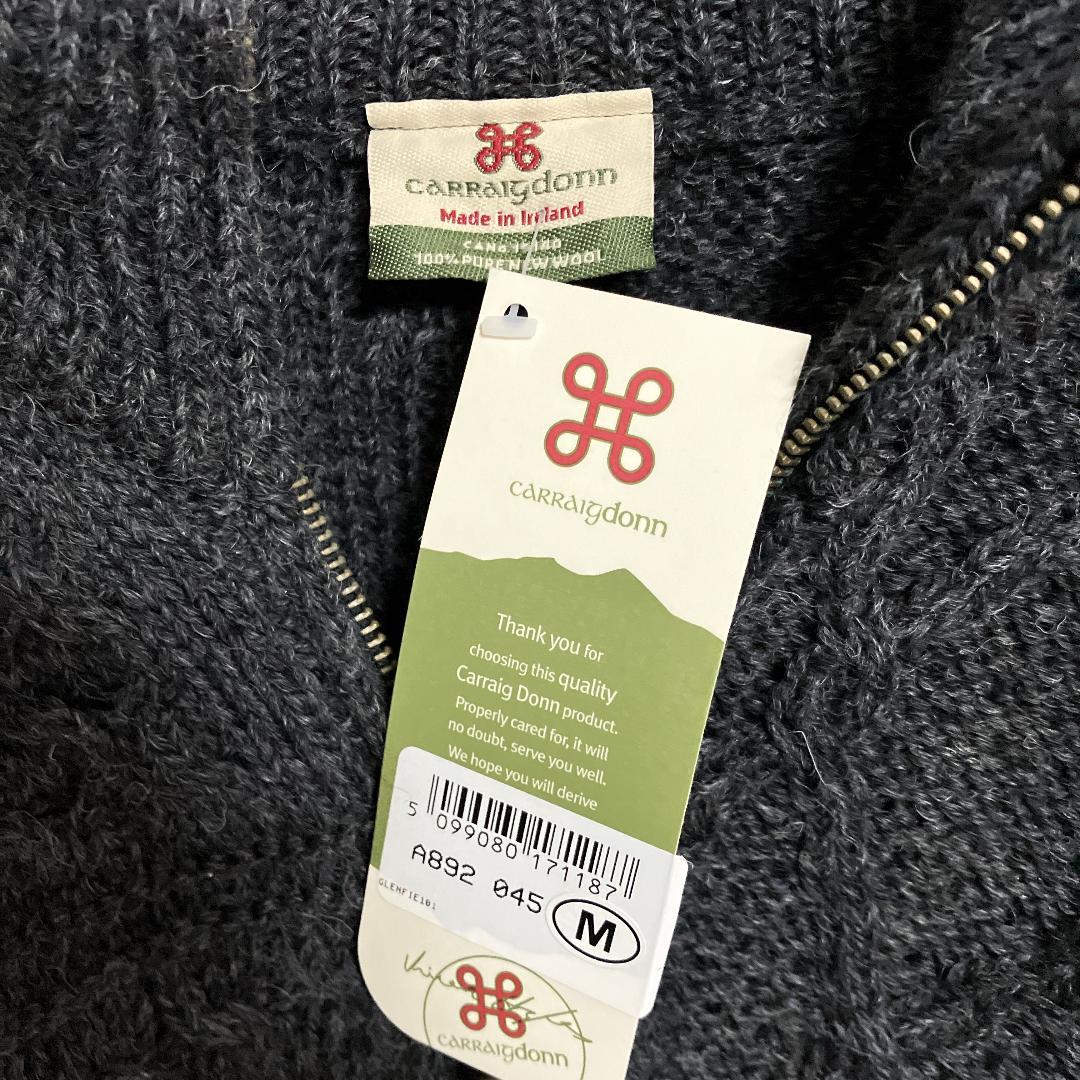 CARRAIGDONN
Made in Ireland
100% PURE NEW WOOL
CARRAIGDONN
Thank you for
choosing this quality
Carraig Donn product.
Properly cared for, it will
no doubt, serve you well.
We hope you will derive
5 099080 171187
A892 045 M
GLENFIE101
CARRAIGDONN